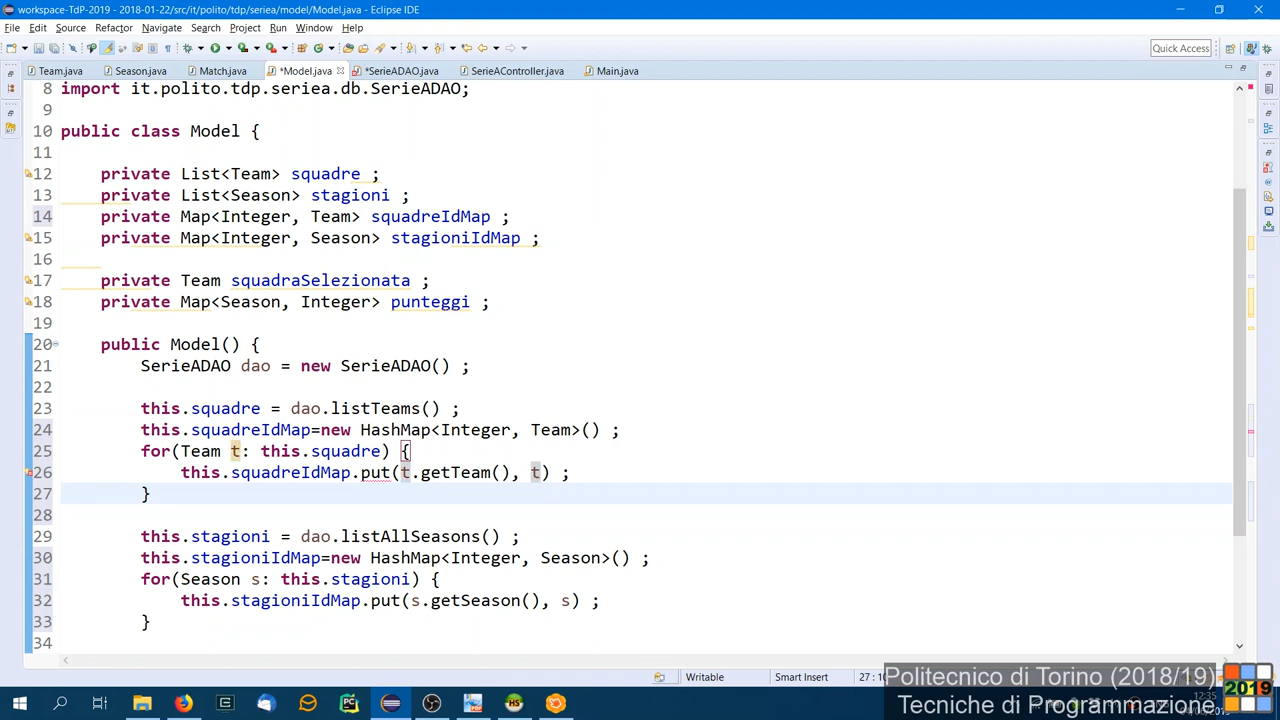 workspace-TdP-2019 - 2018-01-22/src/it/polito/tdp/seriea/model/Model.java - Eclipse IDE
File Edit Source Refactor Navigate Search Project Run Window Help
Quick Access
Team.java Season.java Match.java *Model.java *SerieADAO.java SerieAController.java Main.java
8 import it.polito.tdp.seriea.db.SerieADAO;
9
10 public class Model {
11
12 private List<Team> squadre ;
13 private List<Season> stagioni ;
14 private Map<Integer, Team> squadreIdMap ;
15 private Map<Integer, Season> stagioniIdMap ;
16
17 private Team squadraSelezionata ;
18 private Map<Season, Integer> punteggi ;
19
20 public Model() {
21 SerieADAO dao = new SerieADAO() ;
22
23 this.squadre = dao.listTeams() ;
24 this.squadreIdMap=new HashMap<Integer, Team>() ;
25 for(Team t: this.squadre) {
26 this.squadreIdMap.put(t.getTeam(), t) ;
27 }
28
29 this.stagioni = dao.listAllSeasons() ;
30 this.stagioniIdMap=new HashMap<Integer, Season>() ;
31 for(Season s: this.stagioni) {
32 this.stagioniIdMap.put(s.getSeason(), s) ;
33 }
34
Writable Smart Insert 27 : 10
Politecnico di Torino (2018/19)
Tecniche di Programmazione
2019
12:35